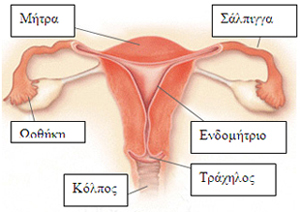 Μήτρα
Σάλπιγγα
Ωοθήκη
Ενδομήτριο
Τράχηλος
Κόλπος